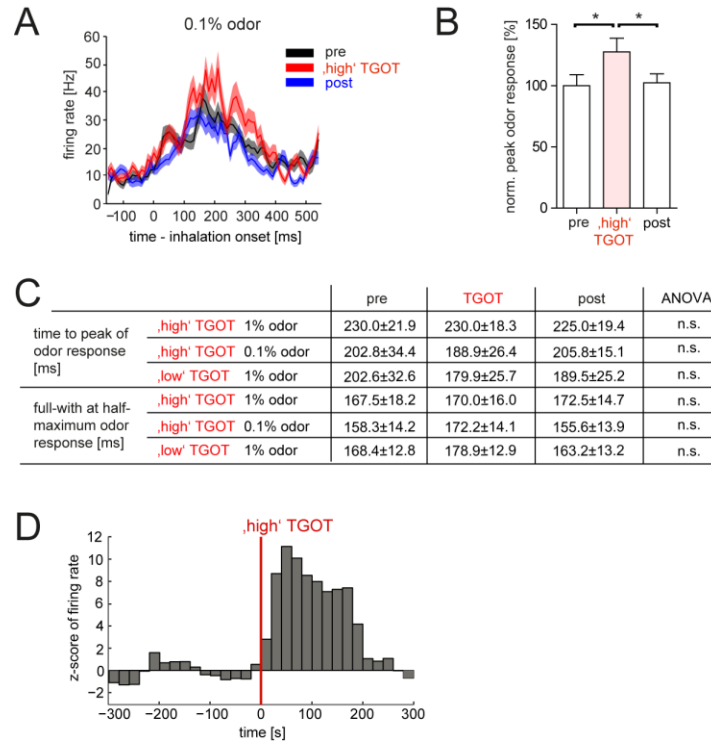 A
0.1% odor
firing rate [Hz]
50
40
30
20
10
0
-100
0
100
200
300
400
500
time - inhalation onset [ms]
pre
‚high‘ TGOT
post
B
norm. peak odor response [%]
150
100
50
0
*
*
pre
‚high‘
TGOT
post
C
pre TGOT post ANOVA
time to peak of
odor response
[ms]
‚high‘ TGOT 1% odor 230.0±21.9 230.0±18.3 225.0±19.4 n.s.
‚high‘ TGOT 0.1% odor 202.8±34.4 188.9±26.4 205.8±15.1 n.s.
‚low‘ TGOT 1% odor 202.6±32.6 179.9±25.7 189.5±25.2 n.s.
full-with at half-
maximum odor
response [ms]
‚high‘ TGOT 1% odor 167.5±18.2 170.0±16.0 172.5±14.7 n.s.
‚high‘ TGOT 0.1% odor 158.3±14.2 172.2±14.1 155.6±13.9 n.s.
‚low‘ TGOT 1% odor 168.4±12.8 178.9±12.9 163.2±13.2 n.s.
D
‚high‘ TGOT
z-score of firing rate
12
10
8
6
4
2
0
−2
−300
−200
−100
0
100
200
300
time [s]